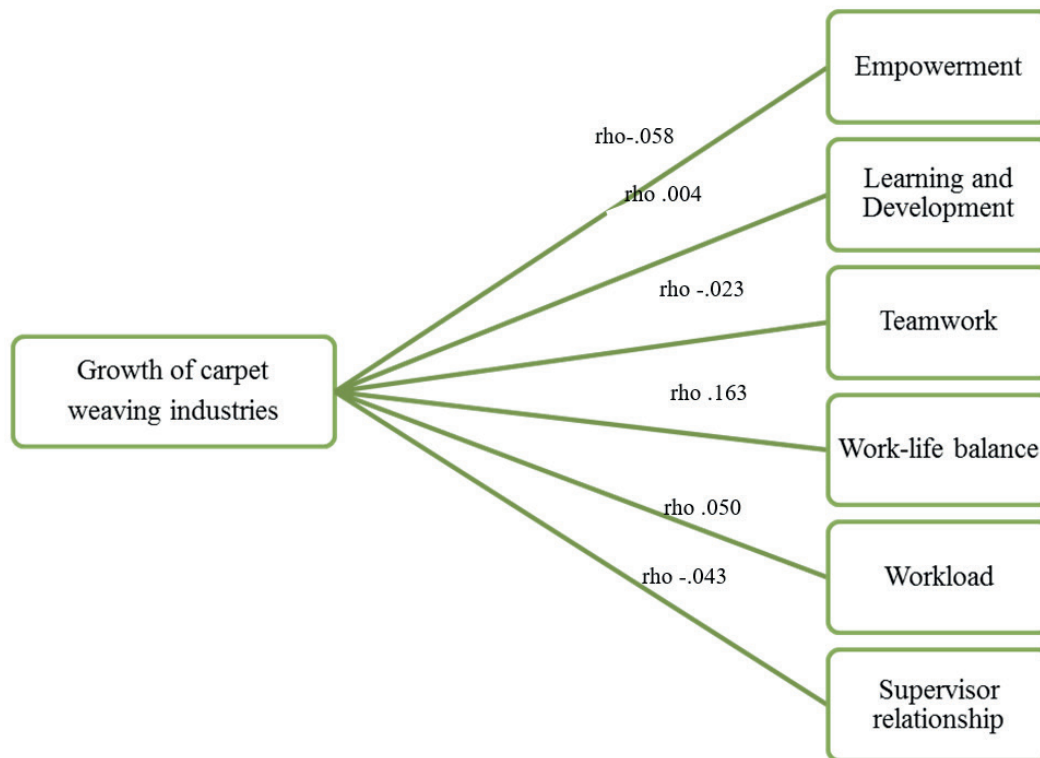 Empowerment
rho-.058
Learning and
Development
rho .004
rho -.023
Teamwork
Growth of carpet
weaving industries
rho .163
Work-life balance
rho .050
Workload
rho -.043
Supervisor
relationship